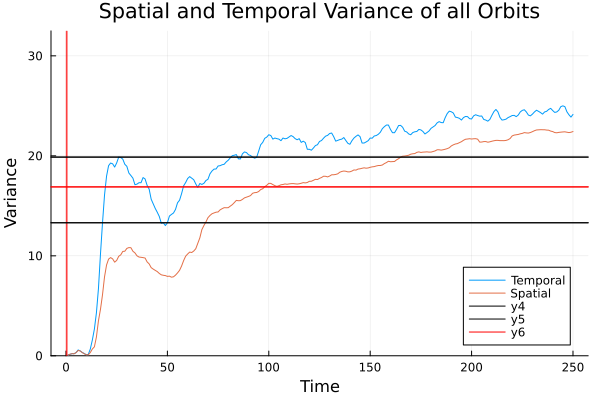 Spatial and Temporal Variance of all Orbits
30
20
10
0
Variance
0 50 100 150 200 250
Time
Temporal
Spatial
y4
y5
y6